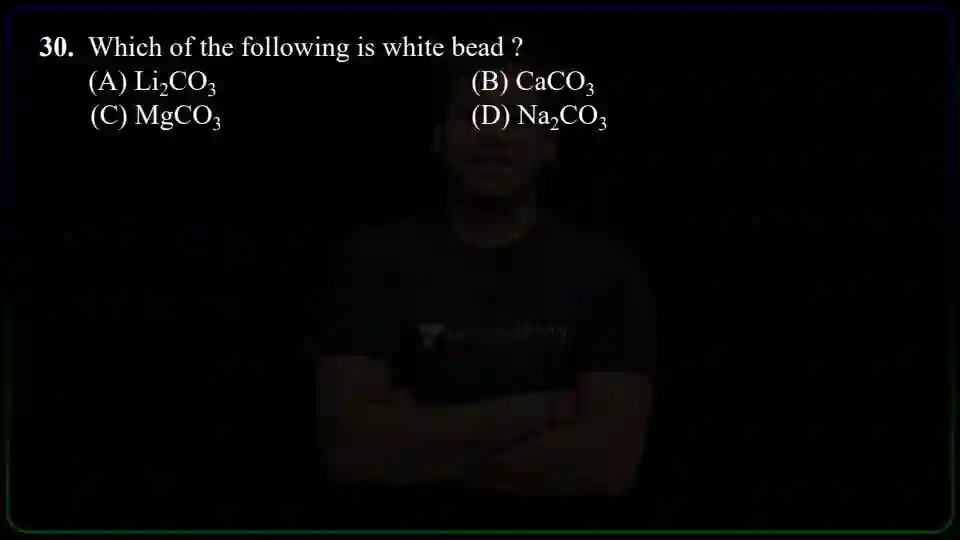 30. Which of the following is white bead ?
(A) Li₂CO₃ (B) CaCO₃
(C) MgCO₃ (D) Na₂CO₃